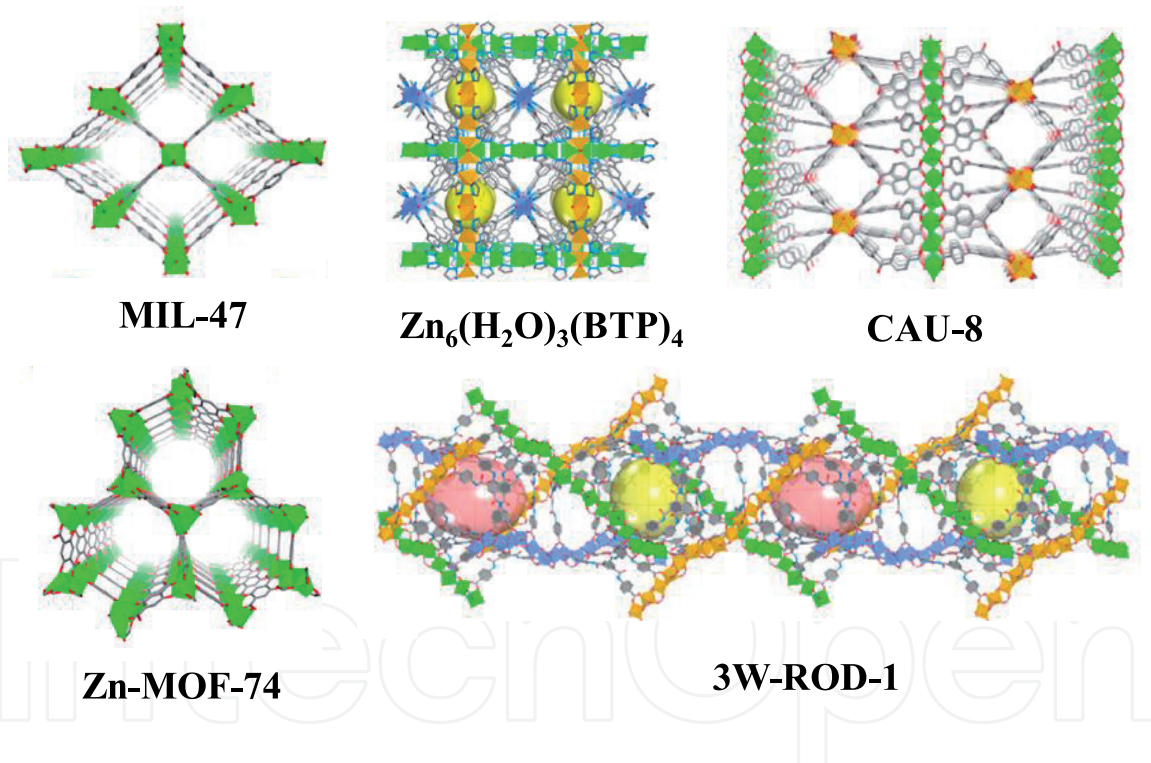 MIL-47
Zn₆(H₂O)₃(BTP)₄
CAU-8
Zn-MOF-74
3W-ROD-1
IntechOpen